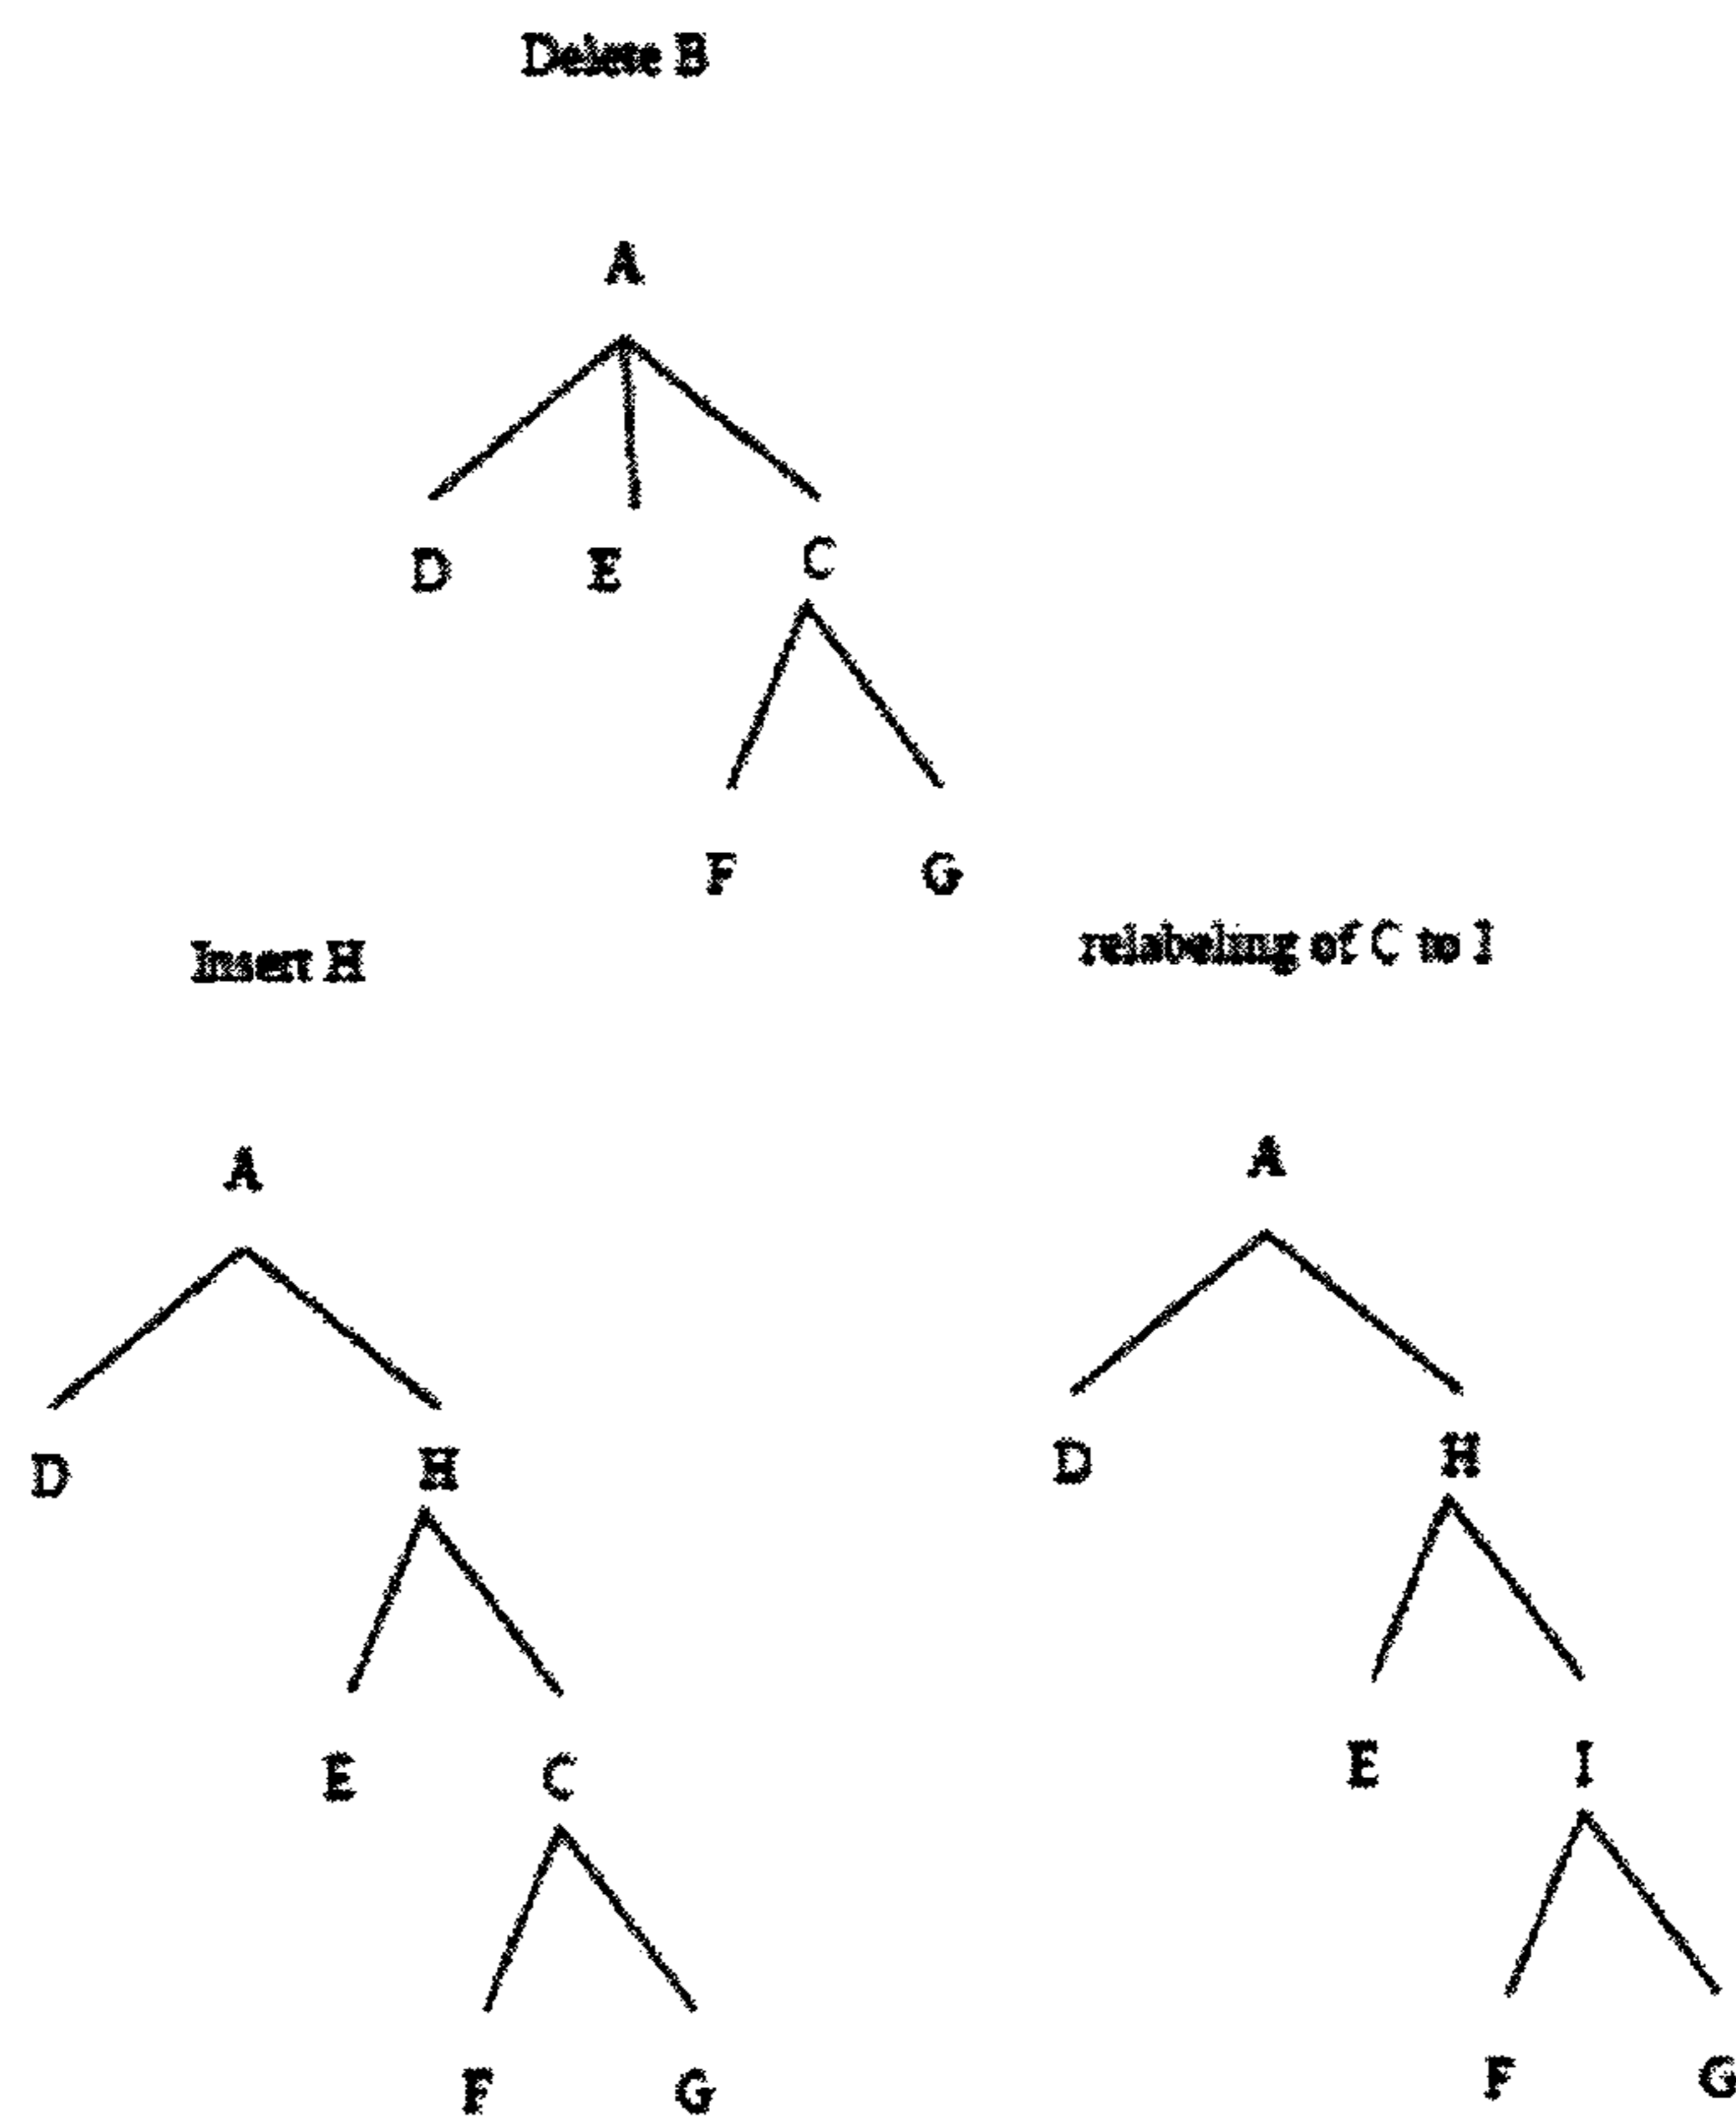 Delete B
A
D E C
F G
Insert H
relabeling of C to I
A
A
D
H
D
H
E
C
E
I
F
G
F
G